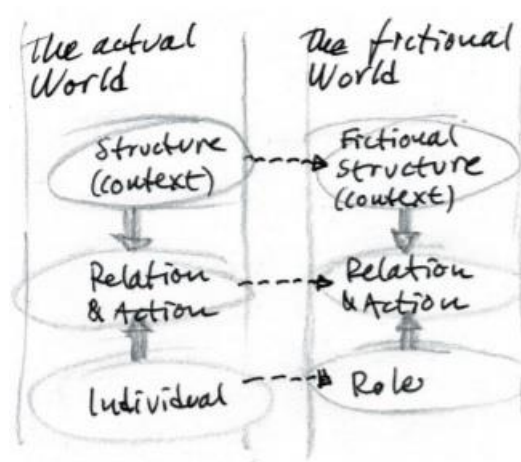 The actual
World
Structure
(context)
Relation
& Action
Individual
The fictional
World
Fictional
Structure
(context)
Relation
& Action
Role